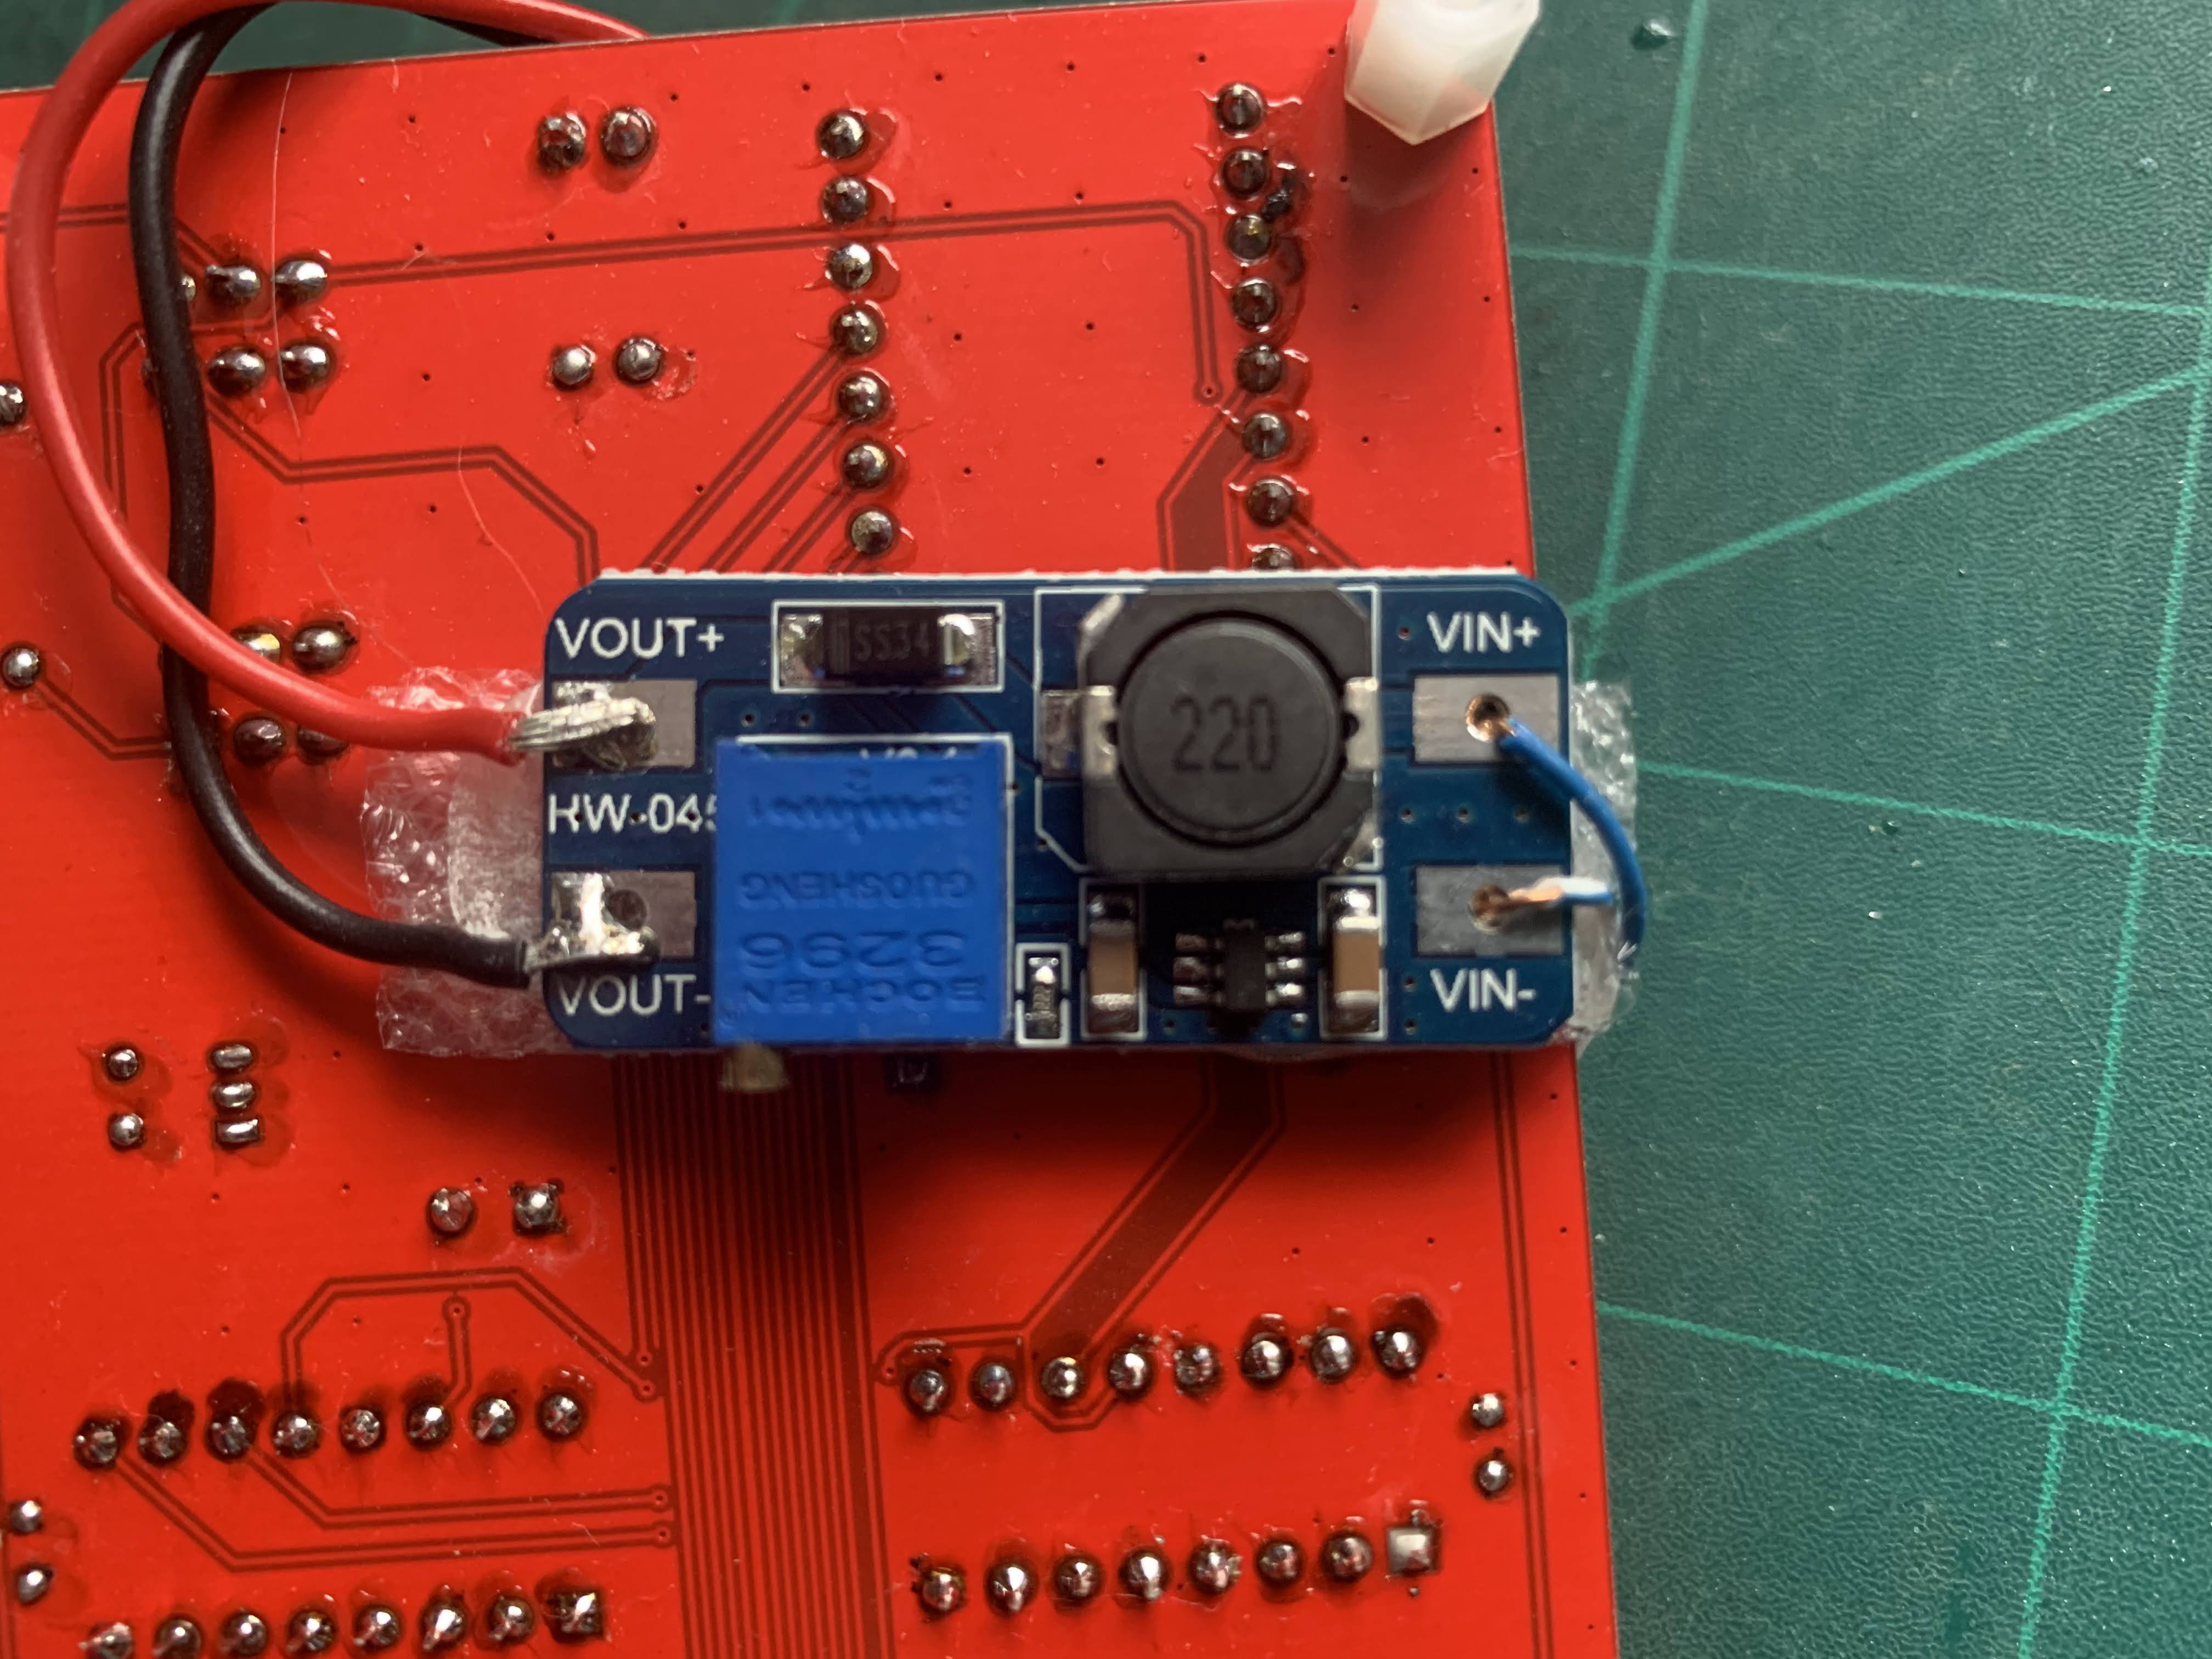 VOUT+
SS34
VIN+
220
HW-045
GUOSHENG
3296
BOCHEN
VOUT-
VIN-